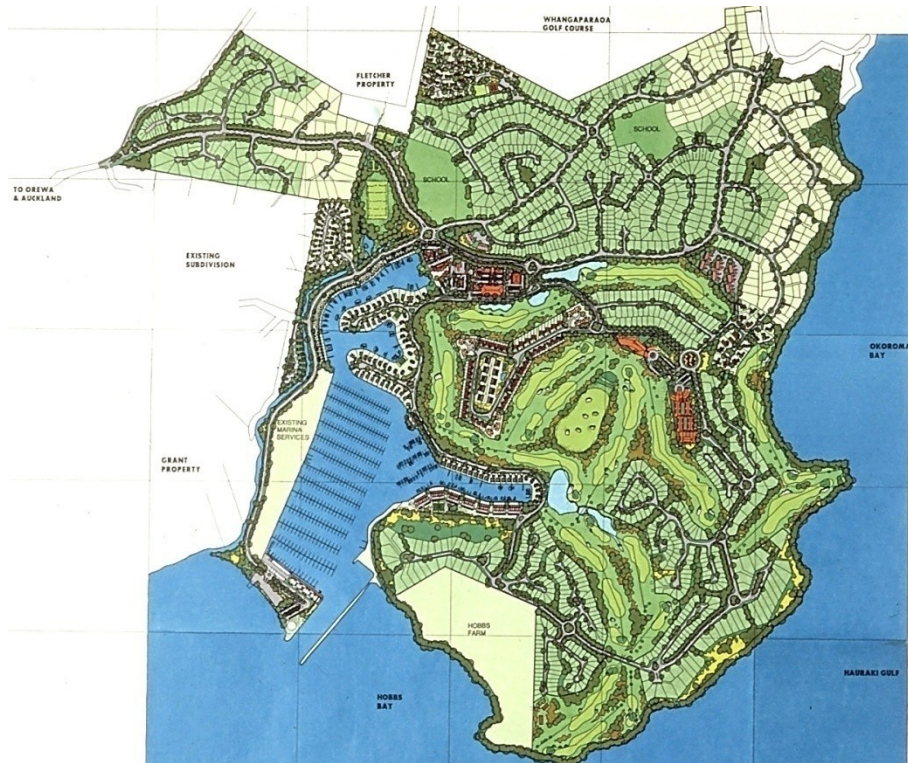 WHANGAPARAOA
GOLF COURSE
FLETCHER
PROPERTY
SCHOOL
SCHOOL
TO OREWA
& AUCKLAND
EXISTING
SUBDIVISION
OKOROMA
BAY
EXISTING
MARINA
SERVICES
GRANT
PROPERTY
HOBBS
FARM
HOBBS
BAY
HAURAKI GULF